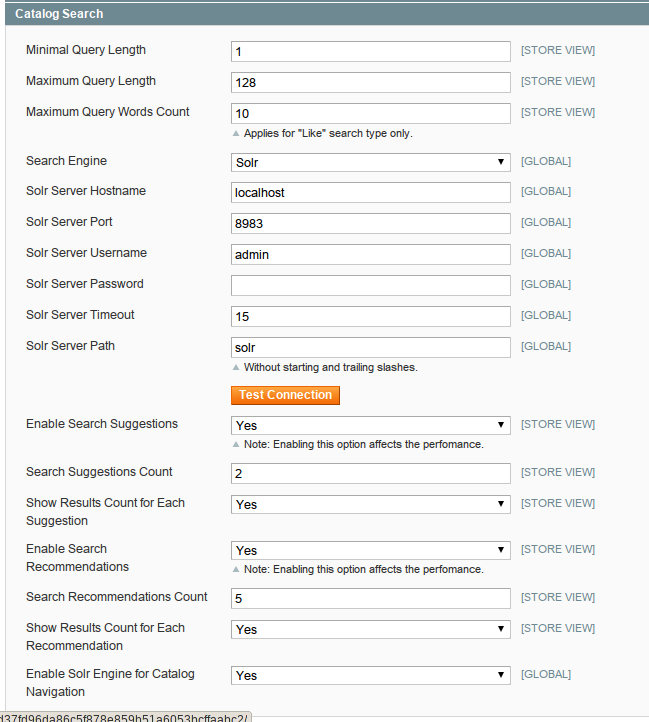 Catalog Search
Minimal Query Length 1 [STORE VIEW]
Maximum Query Length 128 [STORE VIEW]
Maximum Query Words Count 10 [STORE VIEW]
Applies for "Like" search type only.
Search Engine Solr [GLOBAL]
Solr Server Hostname localhost [GLOBAL]
Solr Server Port 8983 [GLOBAL]
Solr Server Username admin [GLOBAL]
Solr Server Password [GLOBAL]
Solr Server Timeout 15 [GLOBAL]
Solr Server Path solr [GLOBAL]
Without starting and trailing slashes.
Test Connection
Enable Search Suggestions Yes [STORE VIEW]
Note: Enabling this option affects the perfomance.
Search Suggestions Count 2 [STORE VIEW]
Show Results Count for Each Yes [STORE VIEW]
Suggestion
Enable Search Yes [STORE VIEW]
Recommendations
Note: Enabling this option affects the perfomance.
Search Recommendations Count 5 [STORE VIEW]
Show Results Count for Each Yes [STORE VIEW]
Recommendation
Enable Solr Engine for Catalog Yes [GLOBAL]
Navigation